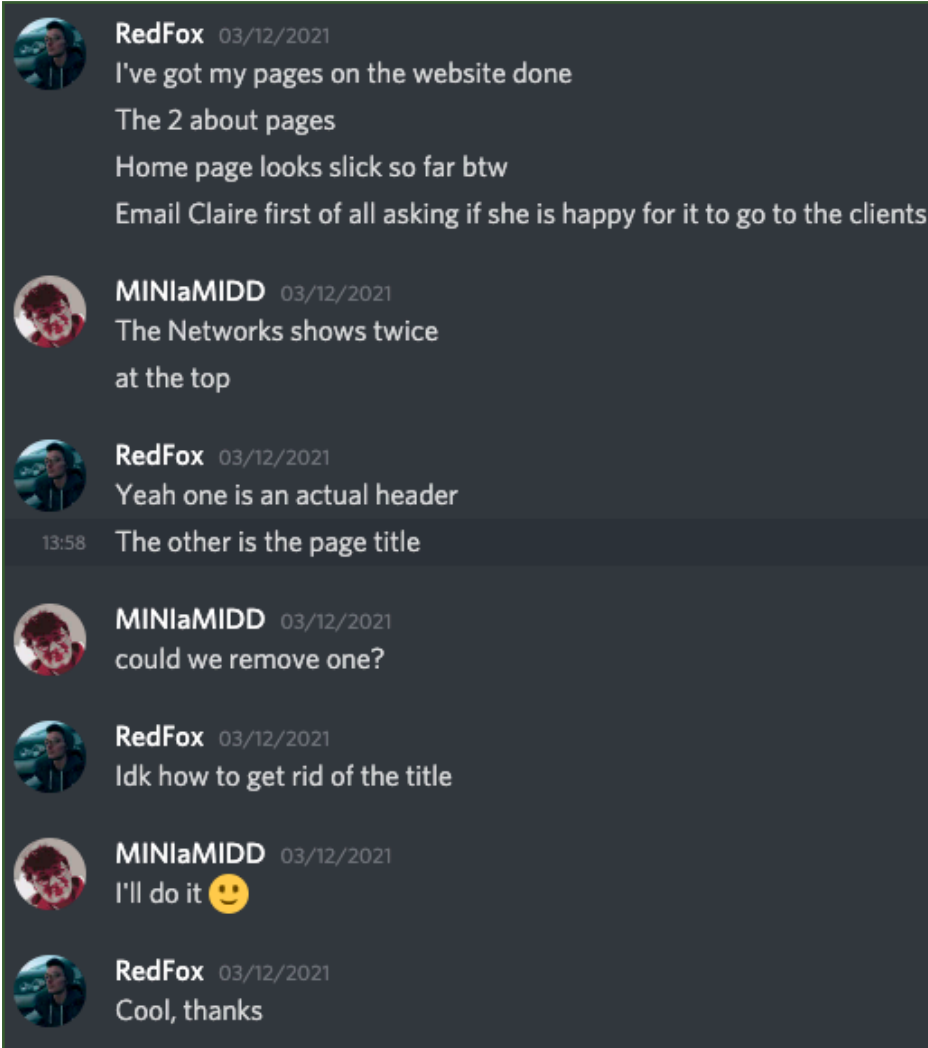 RedFox 03/12/2021
I've got my pages on the website done
The 2 about pages
Home page looks slick so far btw
Email Claire first of all asking if she is happy for it to go to the clients
MINIaMIDD 03/12/2021
The Networks shows twice
at the top
RedFox 03/12/2021
Yeah one is an actual header
13:58 The other is the page title
MINIaMIDD 03/12/2021
could we remove one?
RedFox 03/12/2021
Idk how to get rid of the title
MINIaMIDD 03/12/2021
I'll do it 🙂
RedFox 03/12/2021
Cool, thanks